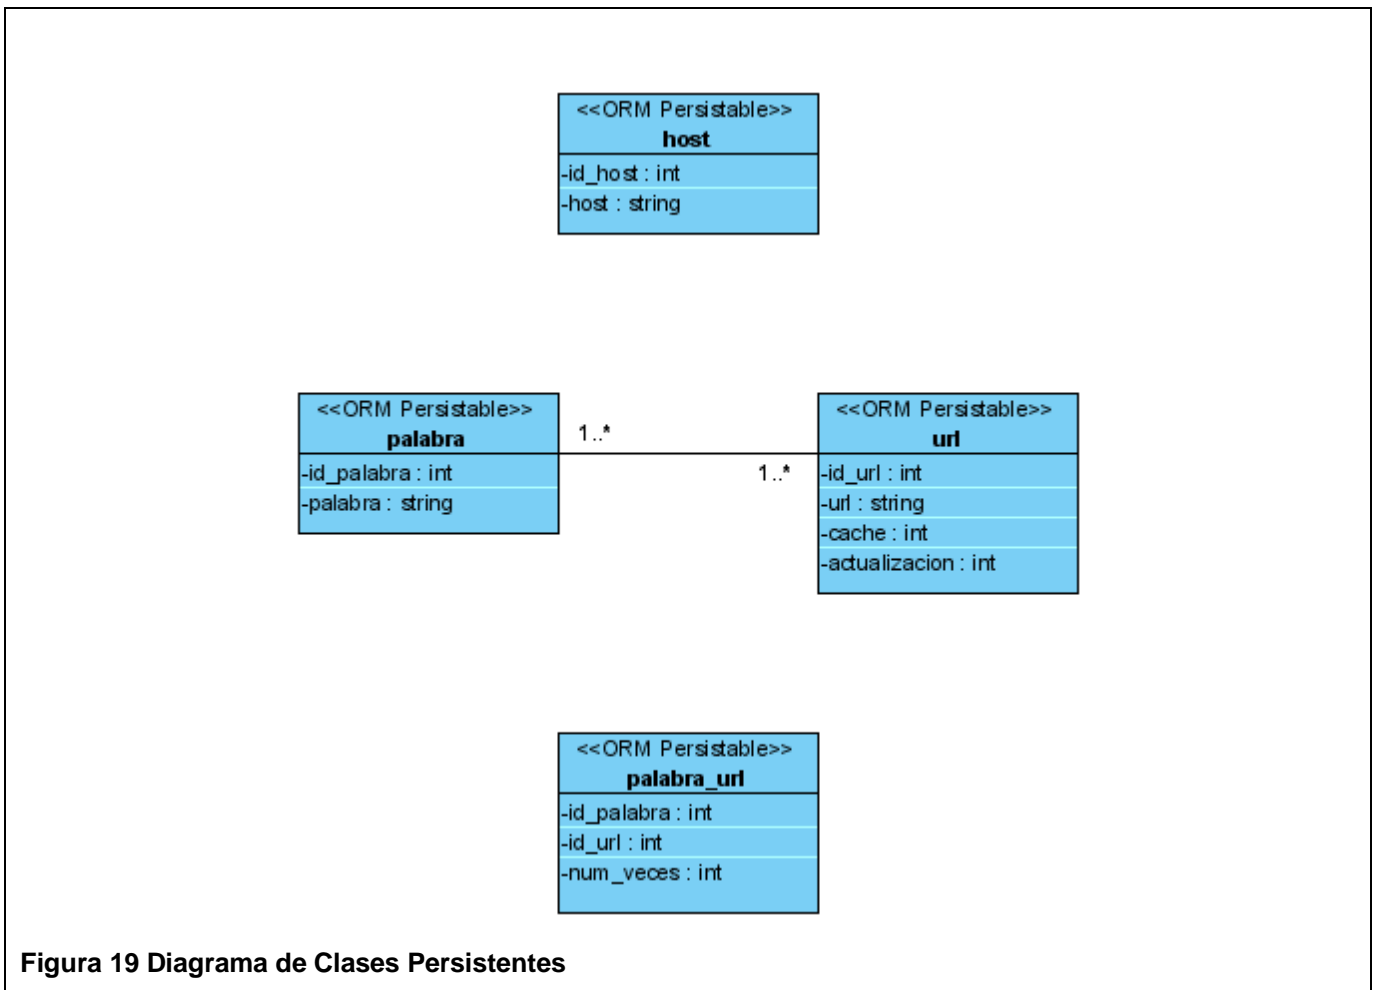 <<ORM Persistable>>
host
-id_host : int
-host : string
<<ORM Persistable>>
palabra
-id_palabra : int
-palabra : string
1..*
1..*
<<ORM Persistable>>
url
-id_url : int
-url : string
-cache : int
-actualizacion : int
<<ORM Persistable>>
palabra_url
-id_palabra : int
-id_url : int
-num_veces : int
Figura 19 Diagrama de Clases Persistentes